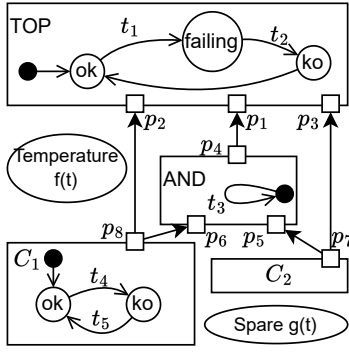 TOP
t₁
failing
t₂
ok
ko
p₂
p₁
p₃
Temperature
f(t)
p₄
AND
t₃
p₈
p₆
p₅
p₇
C₁
C₂
ok
t₄
ko
t₅
Spare g(t)